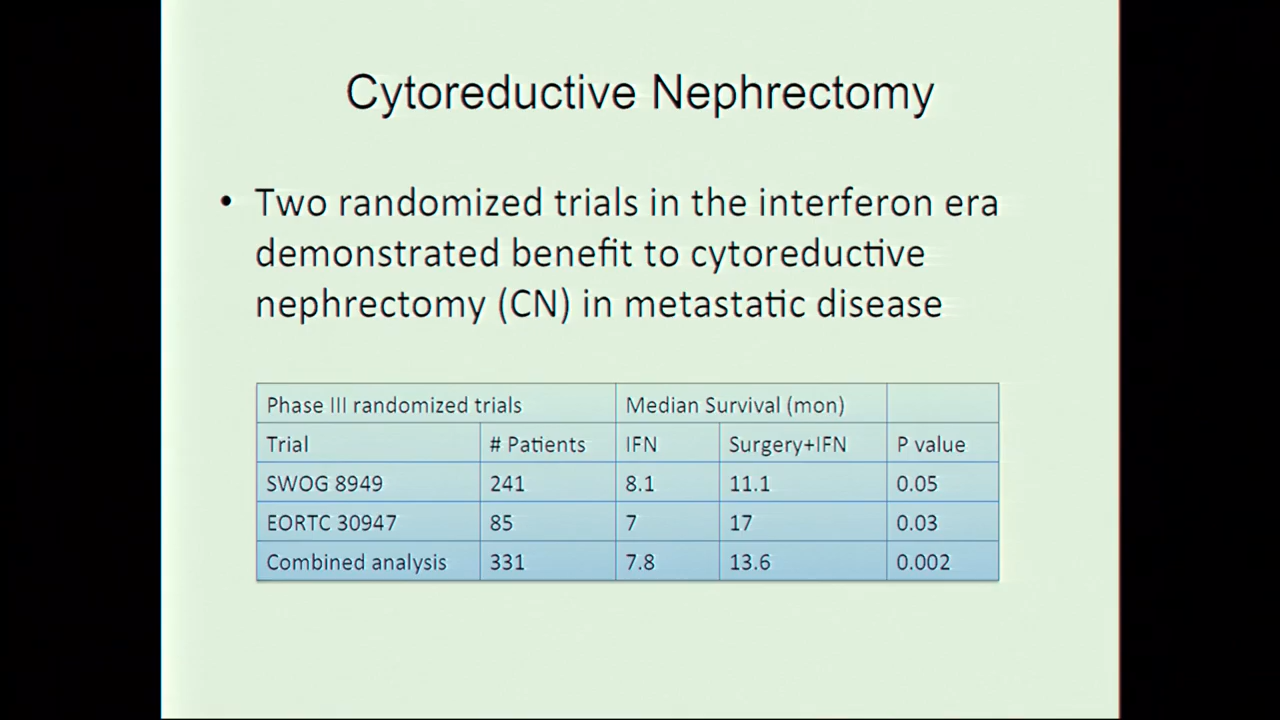 Cytoreductive Nephrectomy
• Two randomized trials in the interferon era
demonstrated benefit to cytoreductive
nephrectomy (CN) in metastatic disease
Phase III randomized trials Median Survival (mon)
Trial # Patients IFN Surgery+IFN P value
SWOG 8949 241 8.1 11.1 0.05
EORTC 30947 85 7 17 0.03
Combined analysis 331 7.8 13.6 0.002